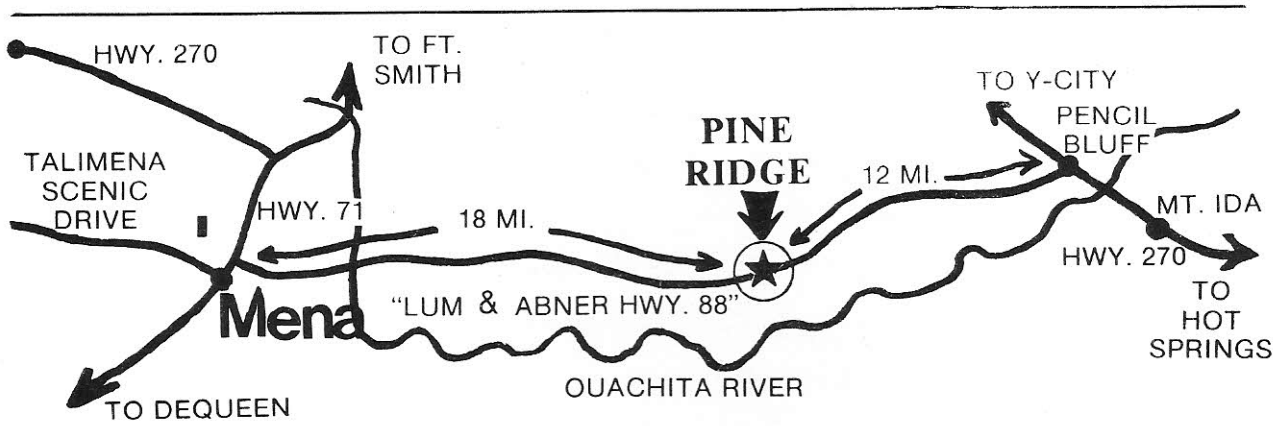 HWY. 270
TO FT.
SMITH
TO Y-CITY
PENCIL
BLUFF
PINE
RIDGE
TALIMENA
SCENIC
DRIVE
12 MI.
HWY. 71
18 MI.
MT. IDA
HWY. 270
Mena
"LUM & ABNER HWY. 88"
TO
HOT
SPRINGS
OUACHITA RIVER
TO DEQUEEN